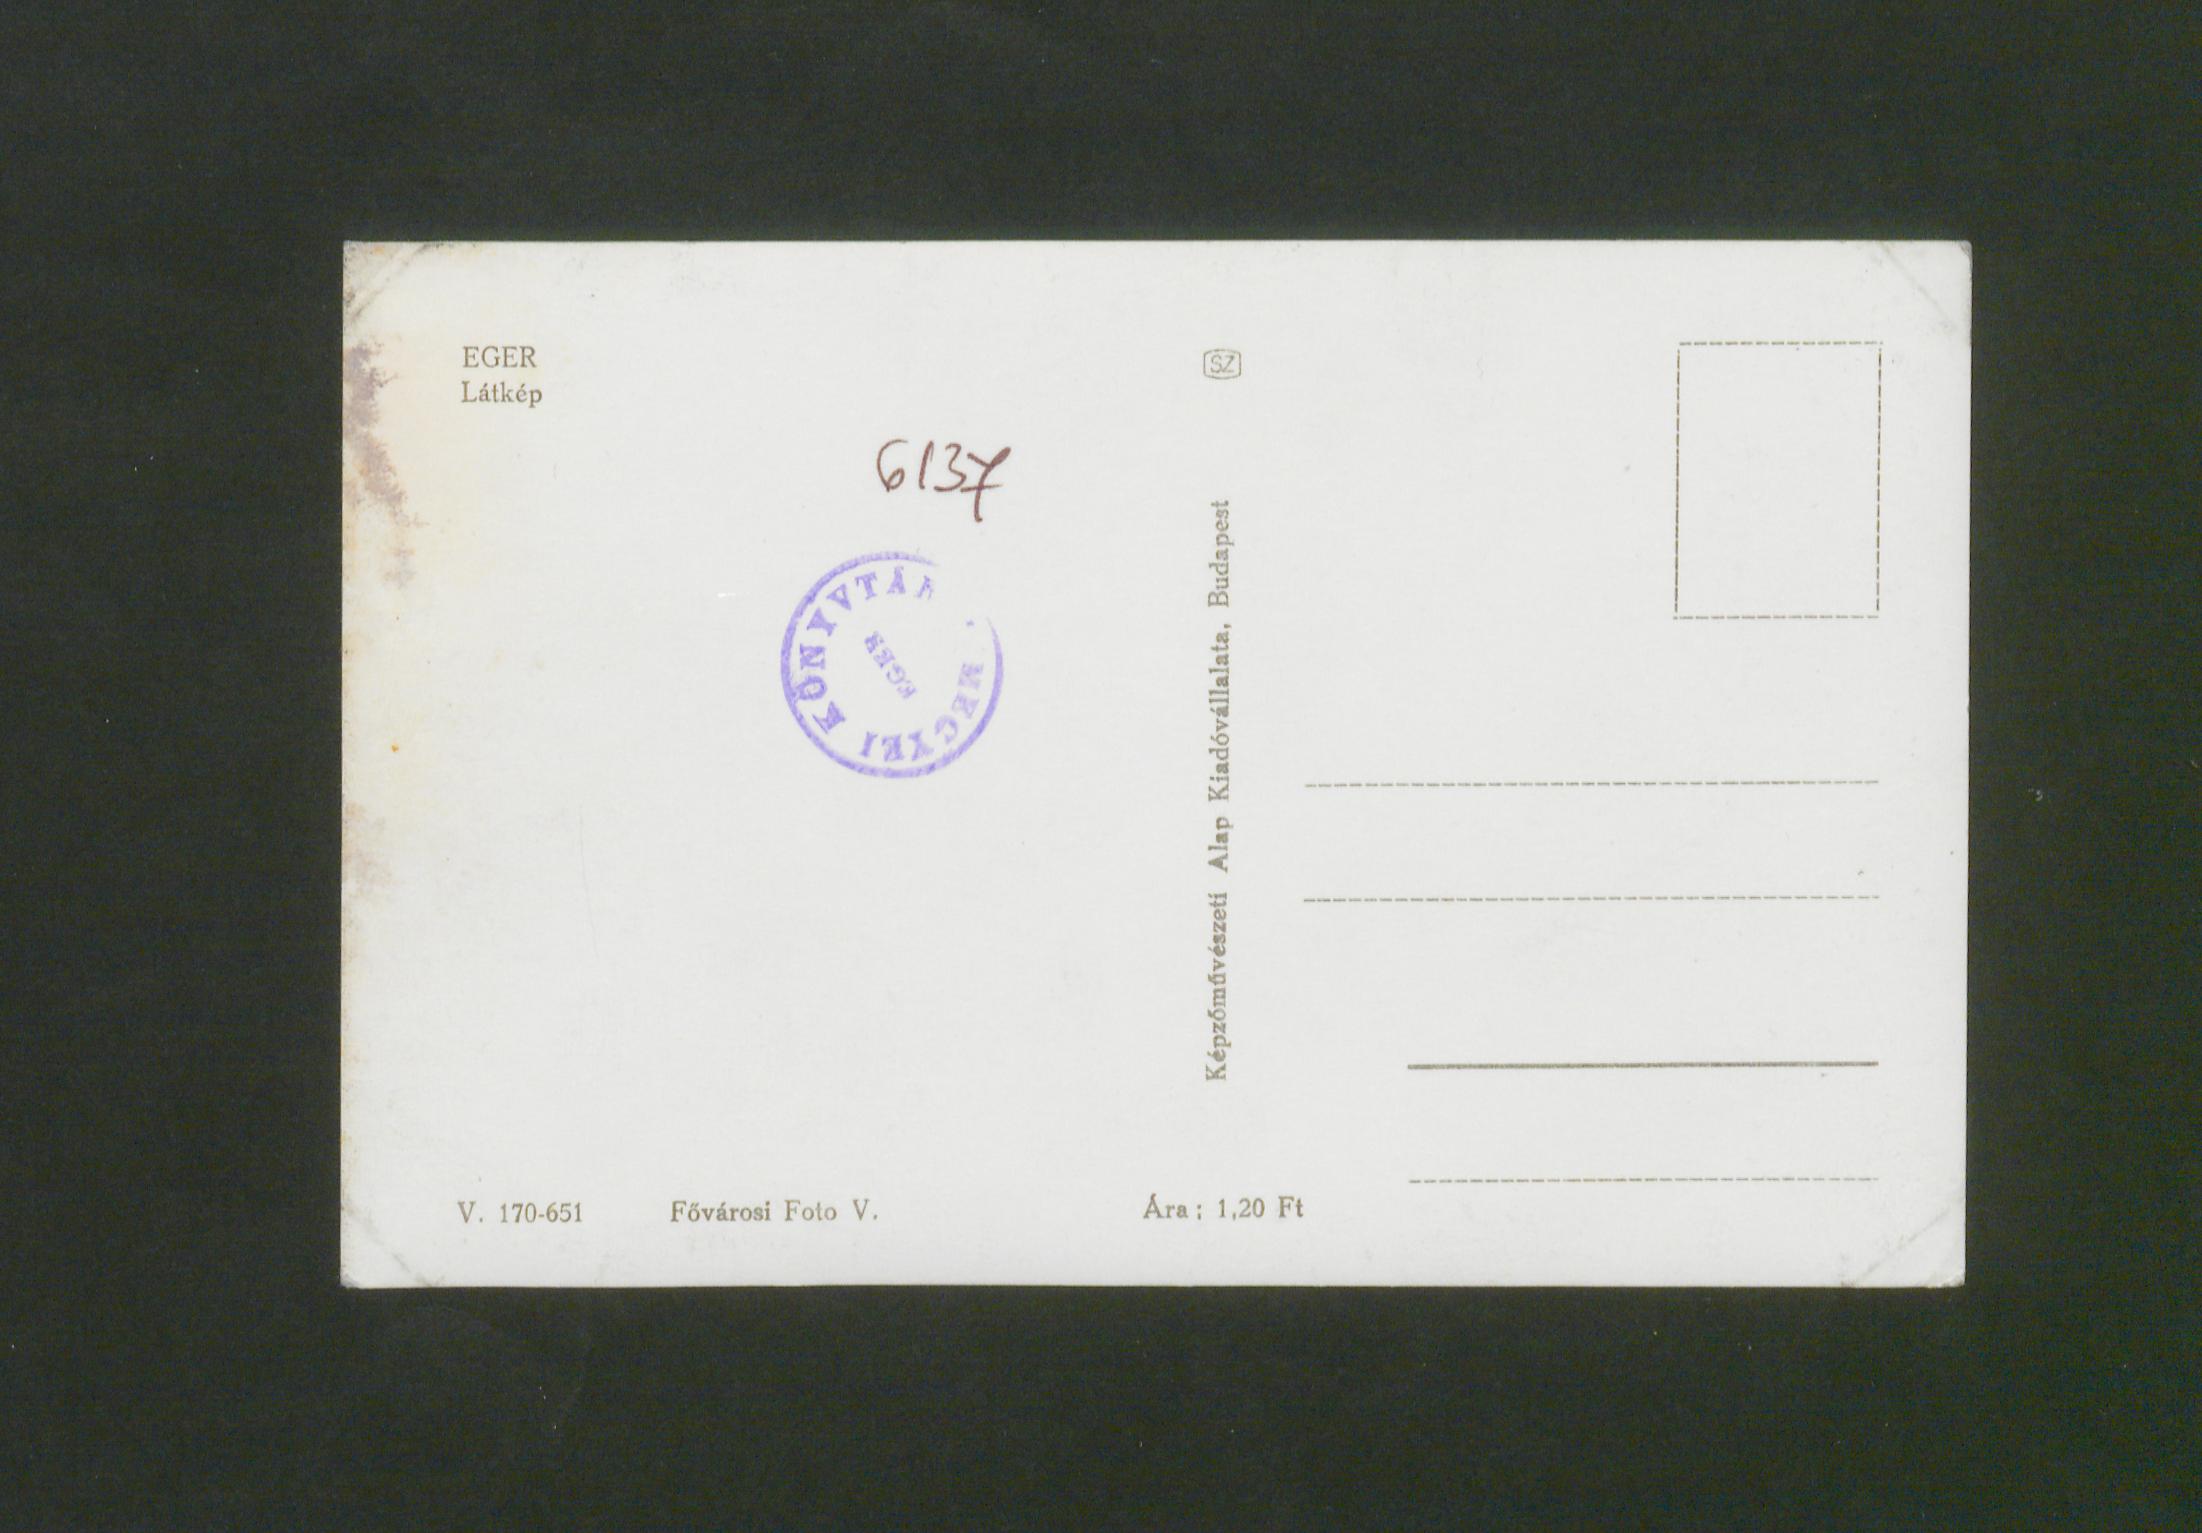 EGER
Látkép
6137
MEGYEI KÖNYVTÁR
EGER
SZ
Képzőművészeti Alap Kiadóvállalata, Budapest
V. 170-651 Fővárosi Foto V. Ára: 1,20 Ft